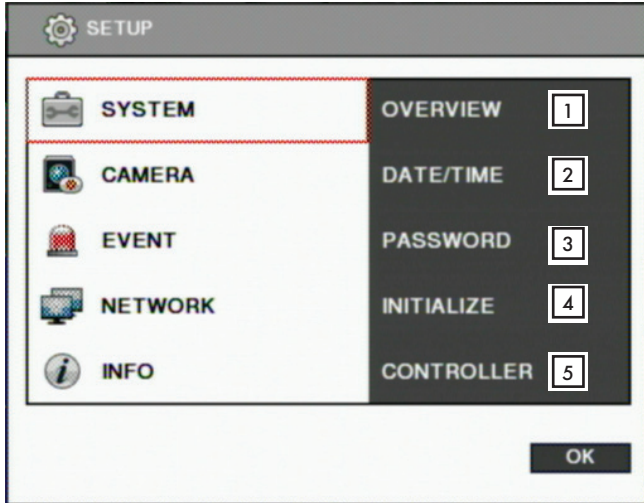 SETUP
SYSTEM OVERVIEW 1
CAMERA DATE/TIME 2
EVENT PASSWORD 3
NETWORK INITIALIZE 4
INFO CONTROLLER 5
OK